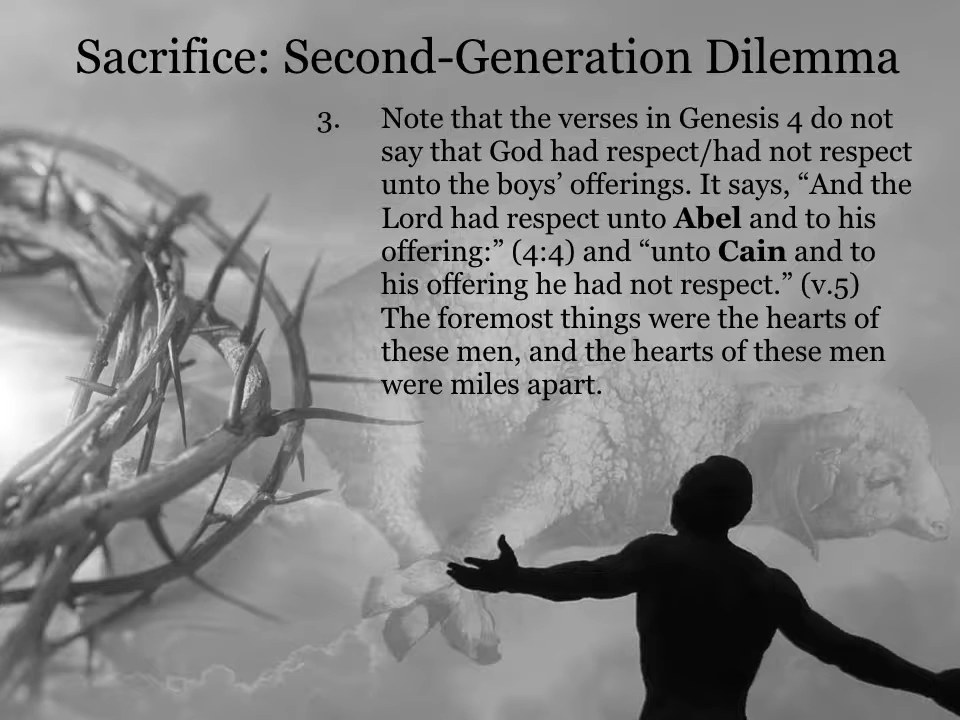 Sacrifice: Second-Generation Dilemma
3. Note that the verses in Genesis 4 do not
say that God had respect/had not respect
unto the boys’ offerings. It says, “And the
Lord had respect unto Abel and to his
offering:” (4:4) and “unto Cain and to
his offering he had not respect.” (v.5)
The foremost things were the hearts of
these men, and the hearts of these men
were miles apart.